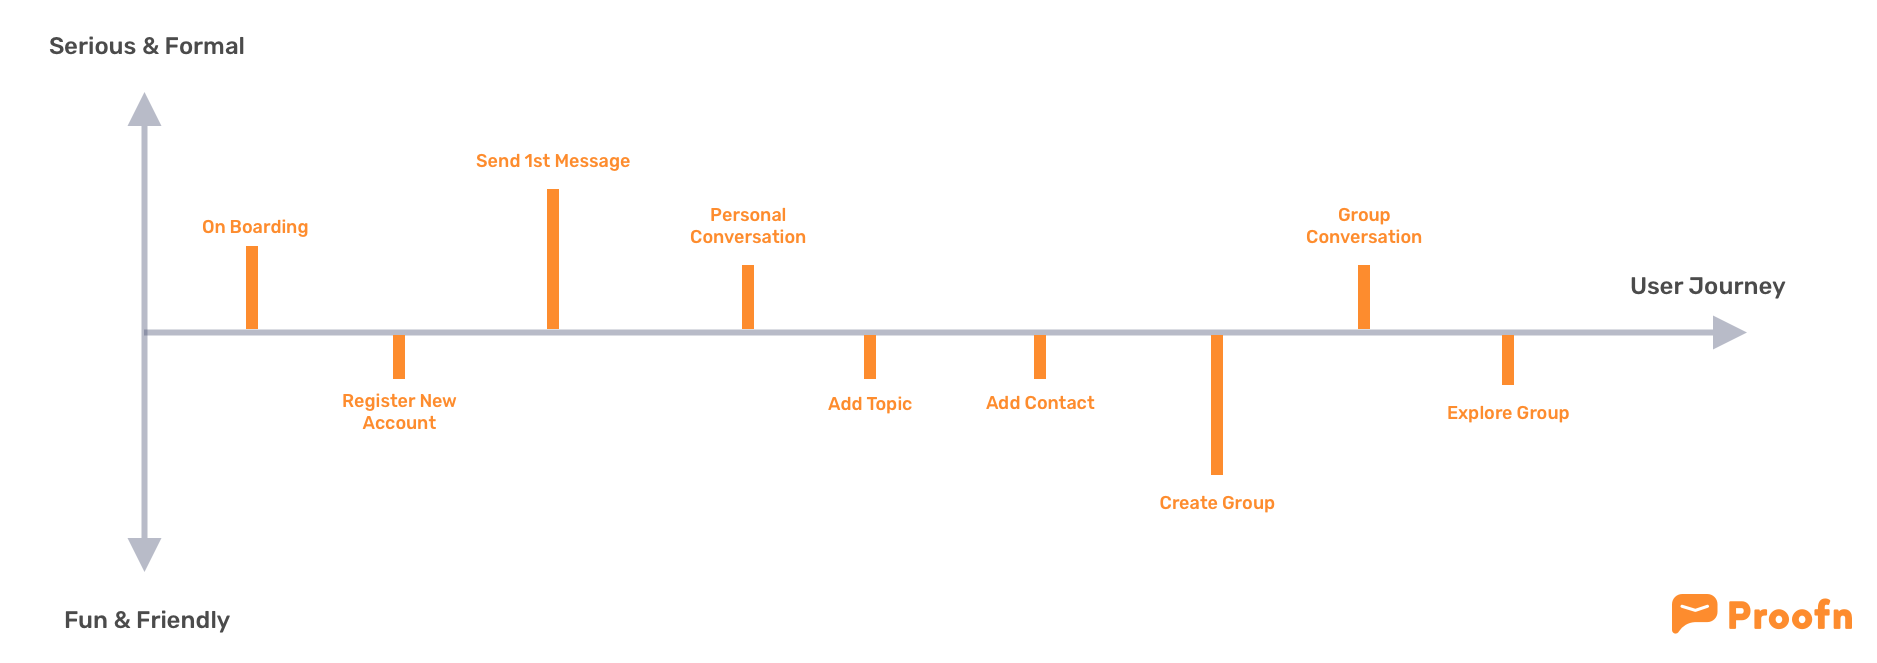 Serious & Formal
Send 1st Message
On Boarding
Personal
Conversation
Group
Conversation
User Journey
Register New
Account
Add Topic
Add Contact
Explore Group
Create Group
Fun & Friendly
Proofn